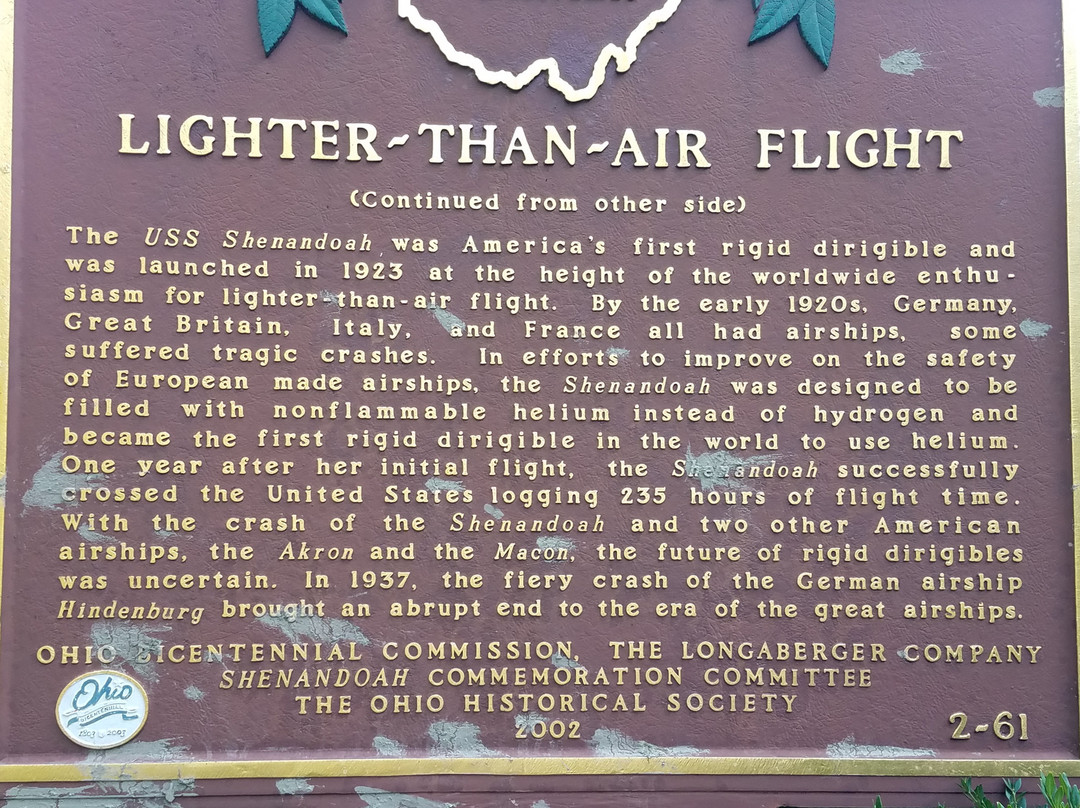 LIGHTER-THAN-AIR FLIGHT
(Continued from other side)
The USS Shenandoah was America's first rigid dirigible and
was launched in 1923 at the height of the worldwide enthu-
siasm for lighter-than-air flight. By the early 1920s, Germany,
Great Britain, Italy, and France all had airships, some
suffered tragic crashes. In efforts to improve on the safety
of European made airships, the Shenandoah was designed to be
filled with nonflammable helium instead of hydrogen and
became the first rigid dirigible in the world to use helium.
One year after her initial flight, the Shenandoah successfully
crossed the United States logging 235 hours of flight time.
With the crash of the Shenandoah and two other American
airships, the Akron and the Macon, the future of rigid dirigibles
was uncertain. In 1937, the fiery crash of the German airship
Hindenburg brought an abrupt end to the era of the great airships.
OHIO BICENTENNIAL COMMISSION, THE LONGABERGER COMPANY
SHENANDOAH COMMEMORATION COMMITTEE
THE OHIO HISTORICAL SOCIETY
2002
2-61
Ohio
BICENTENNIAL
1803 2003